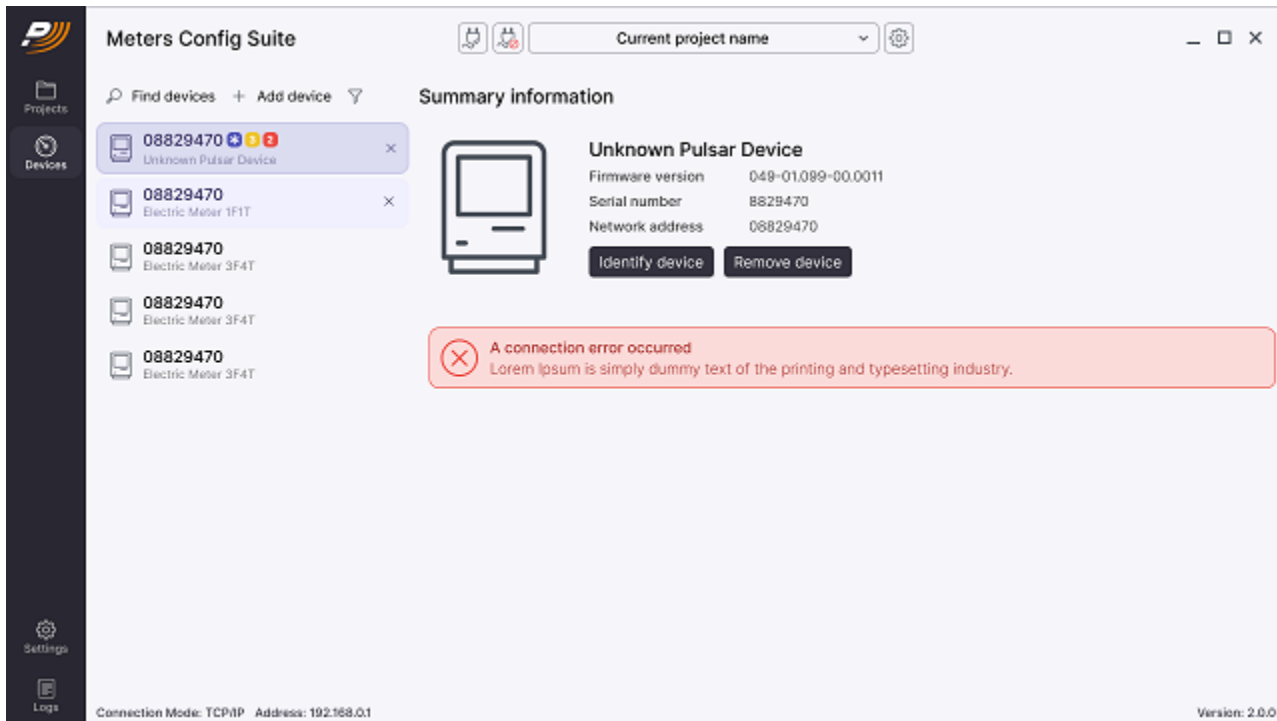 Meters Config Suite
Current project name
Projects
Devices
Settings
Logs
Find devices
Add device
08829470 * 3 2
Unknown Pulsar Device
08829470
Electric Meter 1F1T
08829470
Electric Meter 3F4T
08829470
Electric Meter 3F4T
08829470
Electric Meter 3F4T
Summary information
Unknown Pulsar Device
Firmware version 049-01.099-00.0011
Serial number 8829470
Network address 08829470
Identify device
Remove device
A connection error occurred
Lorem Ipsum is simply dummy text of the printing and typesetting industry.
Connection Mode: TCP/IP Address: 192.168.0.1
Version: 2.0.0